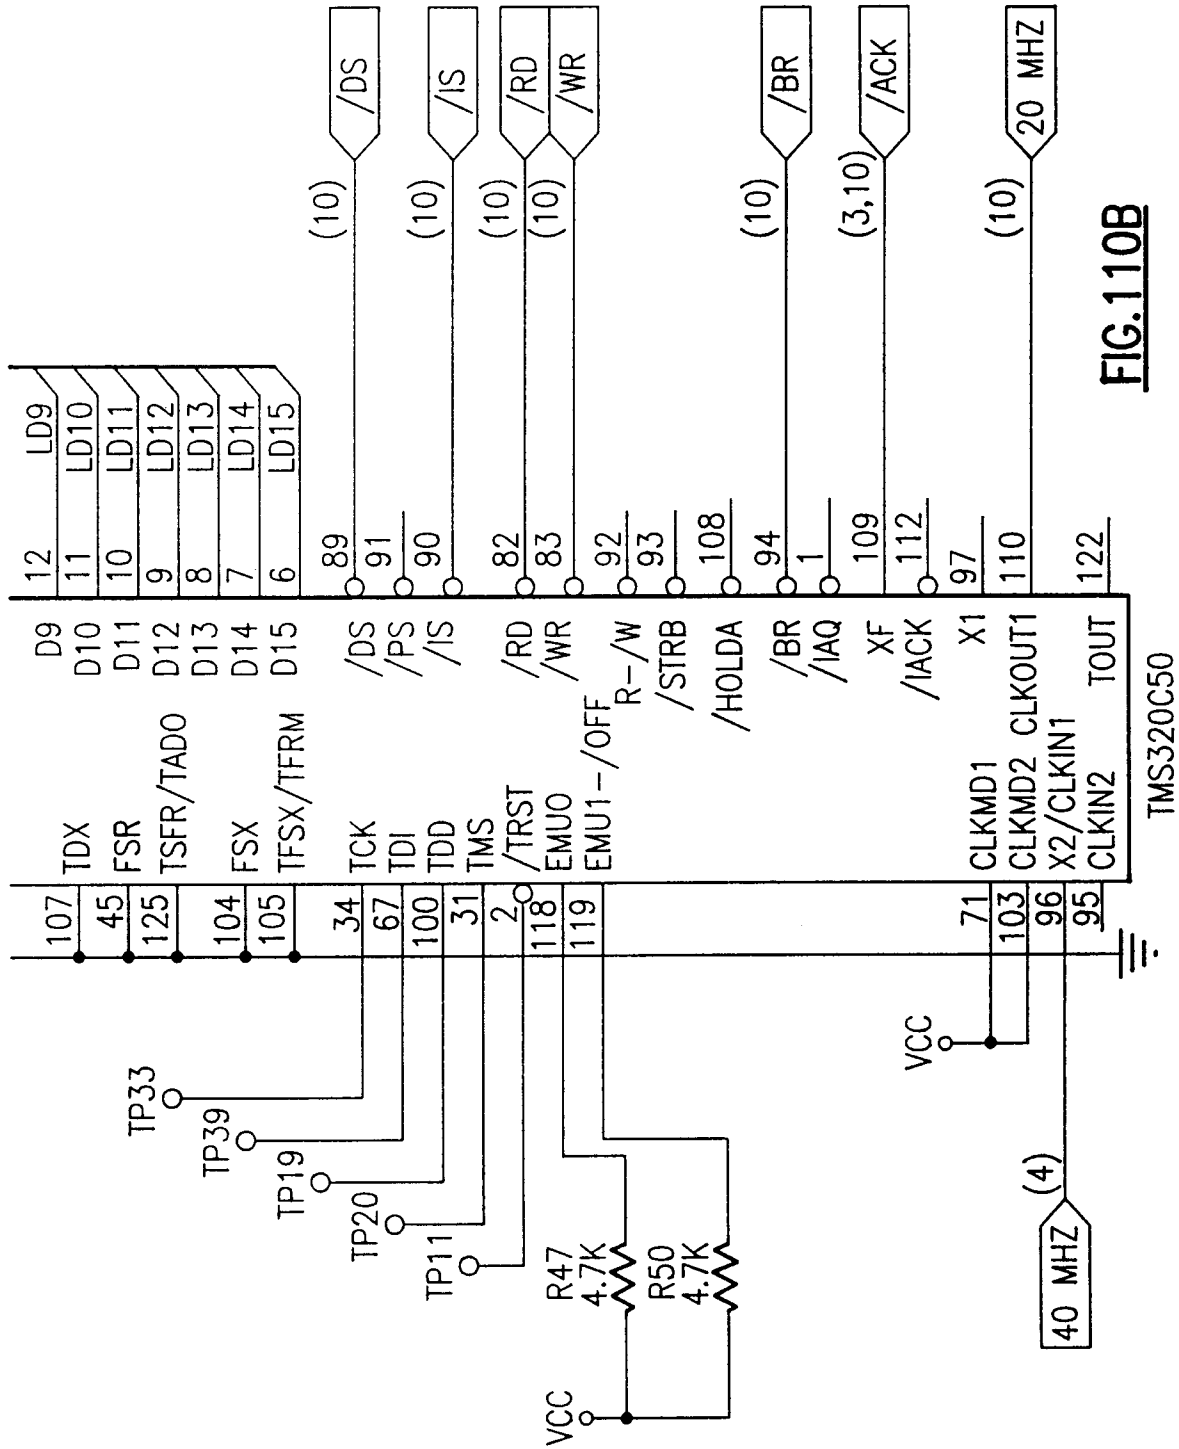 TDX
107
FSR
45
TSFR/TADO
125
FSX
104
TFSX/TFRM
105
TCK
34
TDI
67
TDD
100
TMS
31
/TRST
2
EMUO
118
EMU1-/OFF
119
TP33
TP39
TP19
TP20
TP11
R47
4.7K
R50
4.7K
VCC
VCC
CLKMD1
71
CLKMD2
103
X2/CLKIN1
96
CLKIN2
95
40 MHZ
(4)
D9 12 LD9
D10 11 LD10
D11 10 LD11
D12 9 LD12
D13 8 LD13
D14 7 LD14
D15 6 LD15
/DS 89 (10) /DS
/PS 91
/IS 90 (10) /IS
/RD 82 (10) /RD
/WR 83 (10) /WR
R-/W 92
/STRB 93
/HOLDA 108
/BR 94 (10) /BR
/IAQ 1
XF 109 (3,10) /ACK
/IACK 112
X1 97
CLKOUT1 110 (10) 20 MHZ
TOUT 122
TMS320C50
FIG.110B